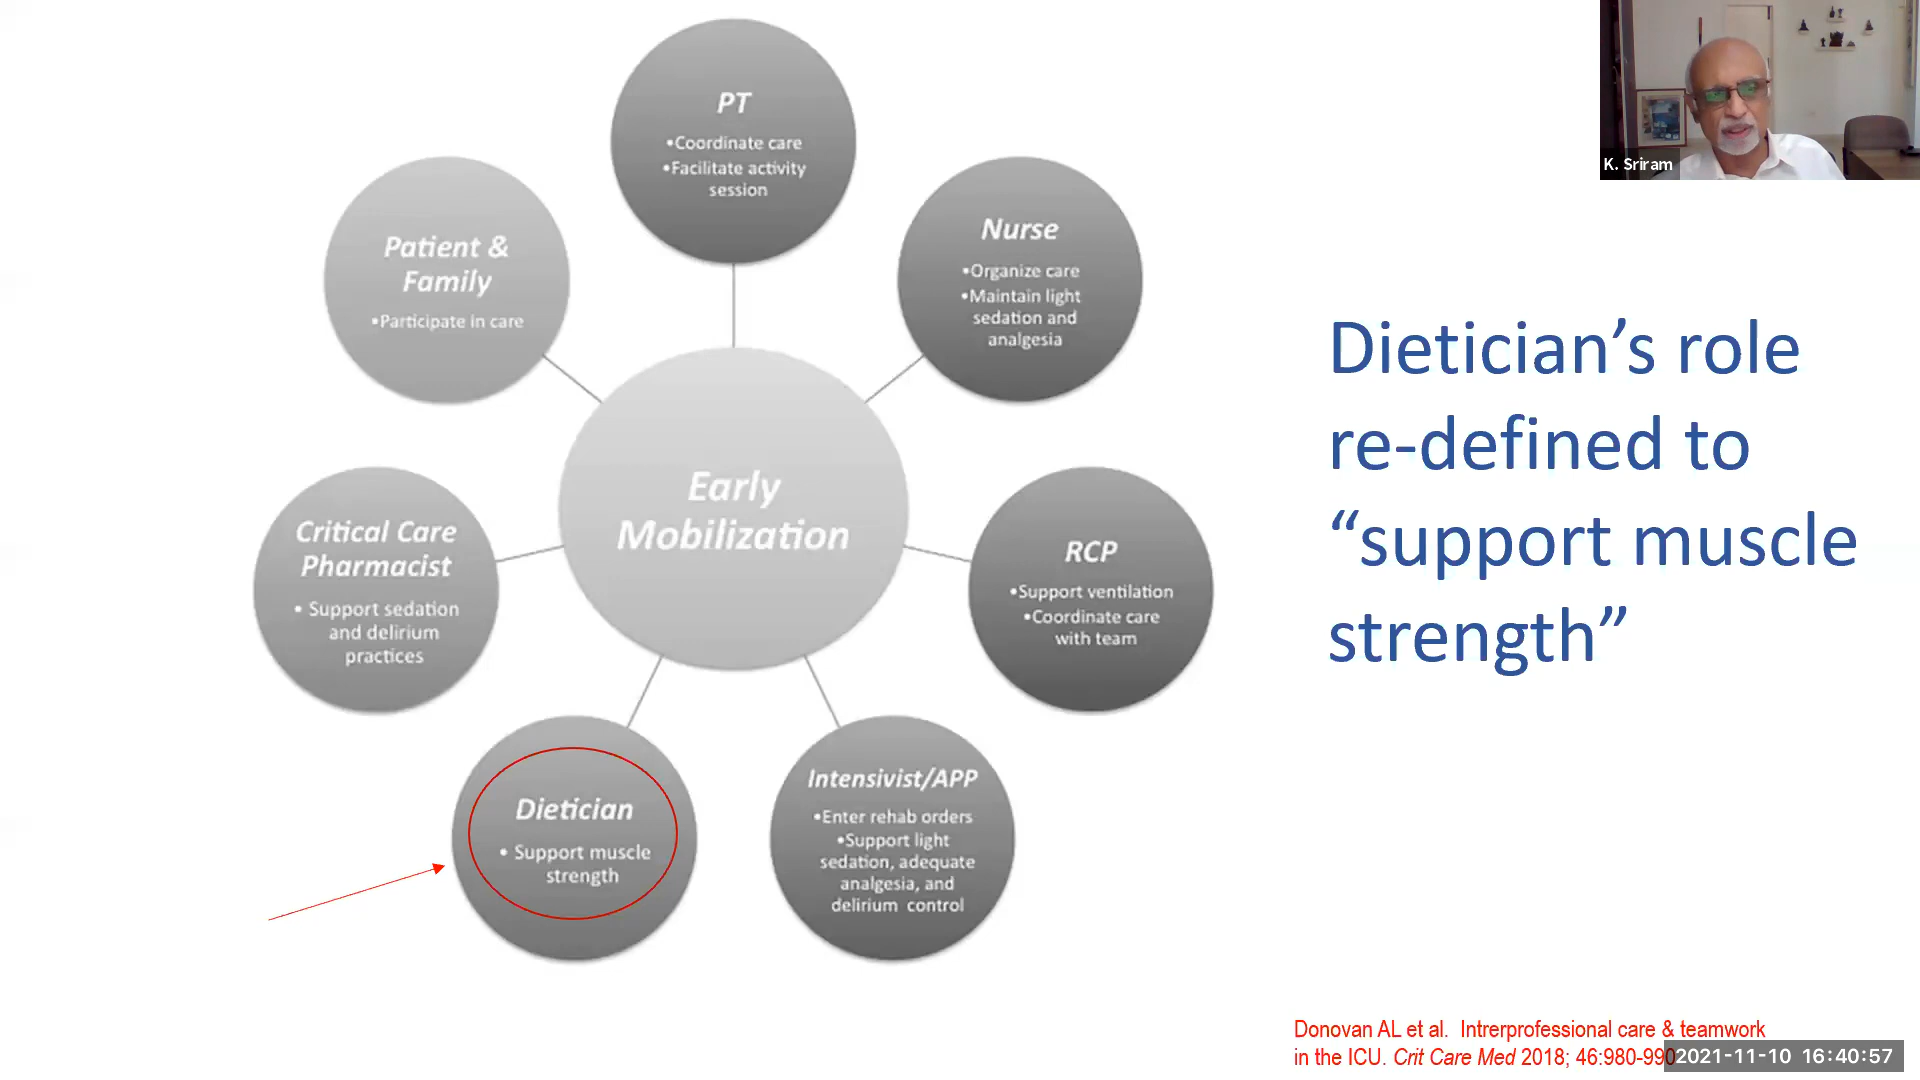 PT
•Coordinate care
•Facilitate activity
session
Patient &
Family
•Participate in care
Nurse
•Organize care
•Maintain light
sedation and
analgesia
Early
Mobilization
Critical Care
Pharmacist
• Support sedation
and delirium
practices
RCP
•Support ventilation
•Coordinate care
with team
Dietician
• Support muscle
strength
Intensivist/APP
•Enter rehab orders
•Support light
sedation, adequate
analgesia, and
delirium control
K. Sriram
Dietician’s role
re-defined to
“support muscle
strength”
Donovan AL et al. Intrerprofessional care & teamwork
in the ICU. Crit Care Med 2018; 46:980-990
2021-11-10 16:40:57